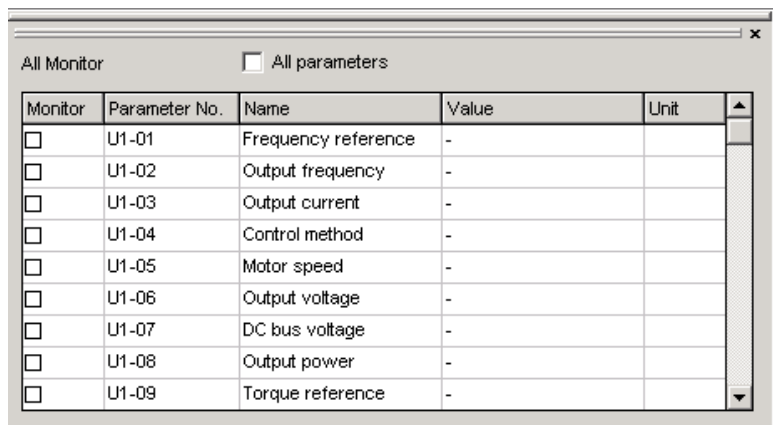 All Monitor All parameters
Monitor Parameter No. Name Value Unit
U1-01 Frequency reference -
U1-02 Output frequency -
U1-03 Output current -
U1-04 Control method -
U1-05 Motor speed -
U1-06 Output voltage -
U1-07 DC bus voltage -
U1-08 Output power -
U1-09 Torque reference -